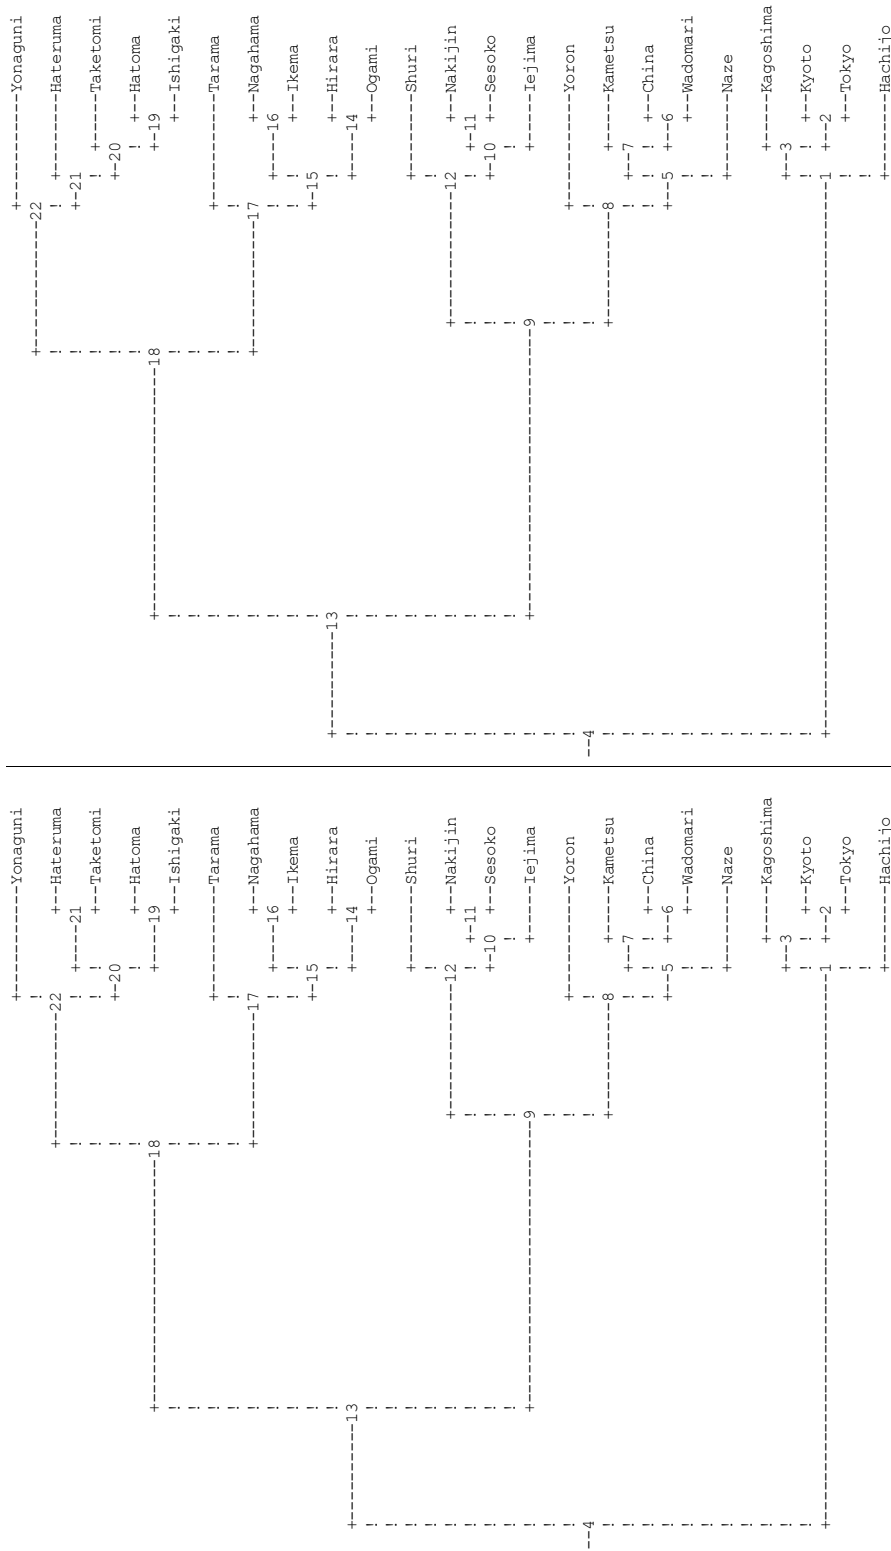 Yonaguni
22 Hateruma
21
Taketomi
20
Hatoma
18 19
Ishigaki
Tarama
17 Nagahama
16
Ikema
15
Hirara
13 14
Ogami
Shuri
12 Nakijin
11
10 Sesoko
9 Iejima
Yoron
4
8 Kametsu
7
China
5 6
Wadomari
Naze
Kagoshima
3
Kyoto
1 2
Tokyo
Hachijo
Yonaguni
22
Hateruma
21
Taketomi
20
Hatoma
18 19
Ishigaki
Tarama
17 Nagahama
16
Ikema
15
13 Hirara
14
Ogami
Shuri
12 Nakijin
11
10 Sesoko
9 Iejima
Yoron
4
8 Kametsu
7
China
5 6
Wadomari
Naze
Kagoshima
3
Kyoto
1 2
Tokyo
Hachijo